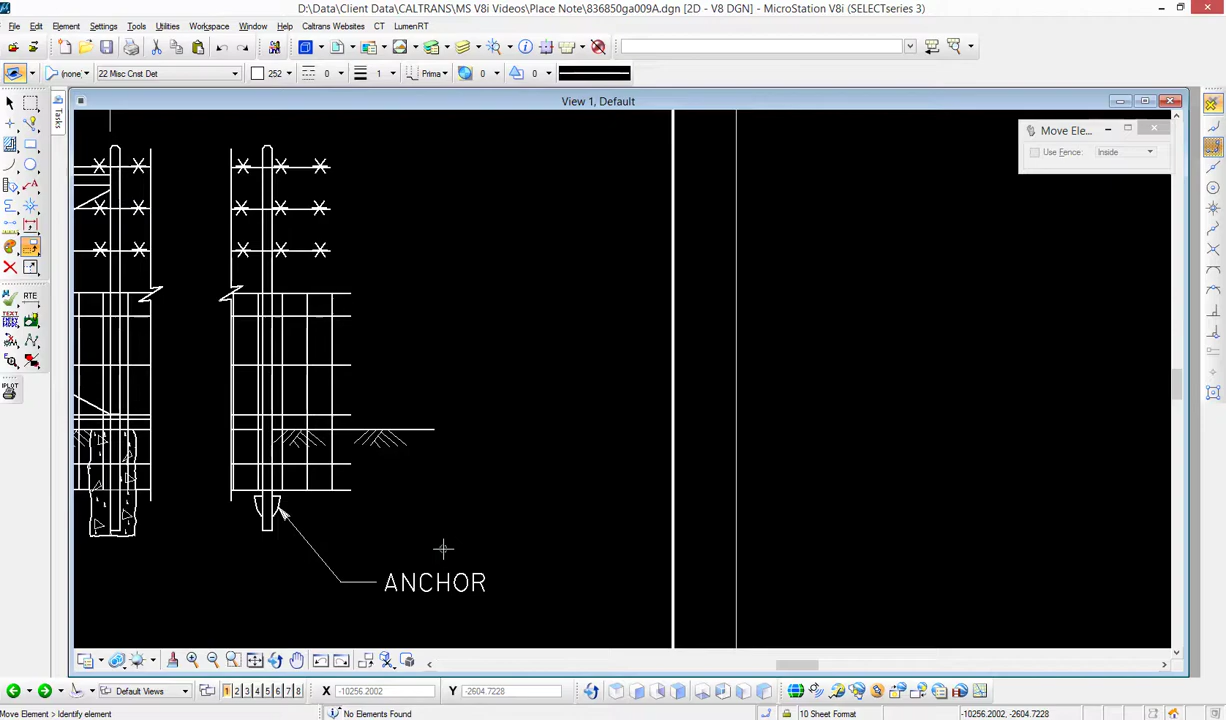 D:\Data\Client Data\CALTRANS\MS V8i Videos\Place Note\836850ga009A.dgn [2D - V8 DGN] - MicroStation V8i (SELECTseries 3)
File Edit Element Settings Tools Utilities Workspace Window Help Caltrans Websites CT LumenRT
(none) 22 Misc Cnst Det 252 0 1 Prima 0 0
View 1, Default
Tasks
Move Ele...
Use Fence: Inside
TEXT
RTE
IPLOT
ANCHOR
Default Views 1 2 3 4 5 6 7 8 X -10256.2002 Y -2604.7228
Move Element > Identify element No Elements Found 10 Sheet Format -10256.2002, -2604.7228